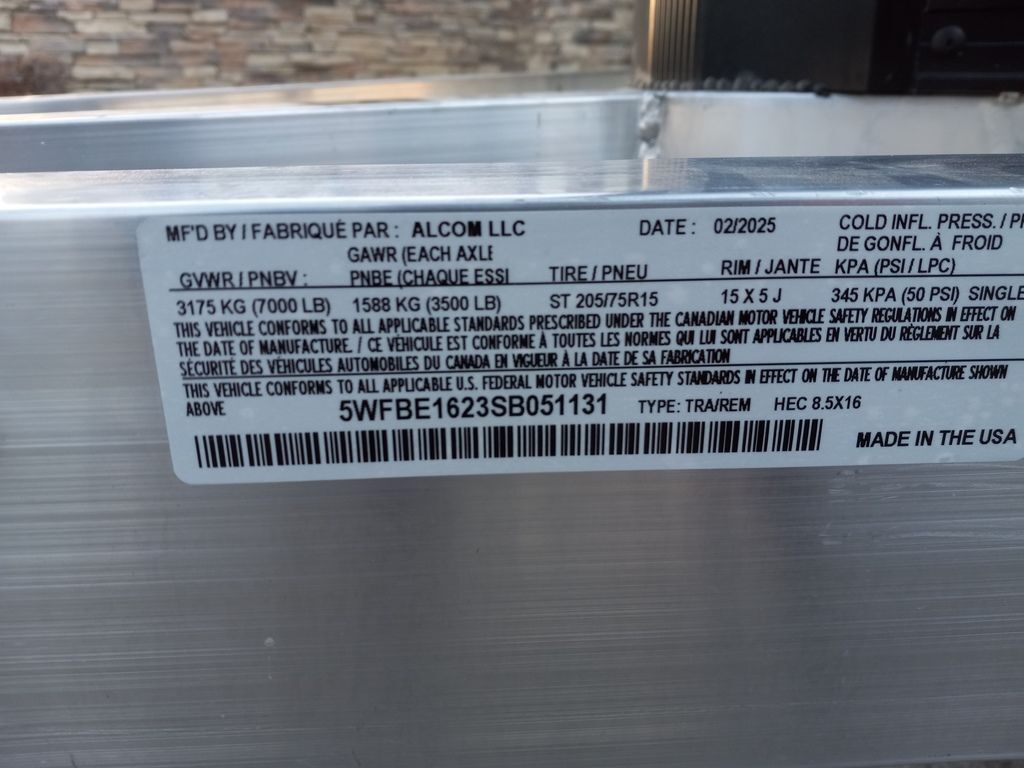 MF'D BY / FABRIQUÉ PAR : ALCOM LLC DATE : 02/2025 COLD INFL. PRESS. /
GAWR (EACH AXLE DE GONFL. À FROID
GVWR / PNBV : PNBE (CHAQUE ESSI TIRE / PNEU RIM / JANTE KPA (PSI / LPC)
3175 KG (7000 LB) 1588 KG (3500 LB) ST 205/75R15 15 X 5 J 345 KPA (50 PSI) SINGLE
THIS VEHICLE CONFORMS TO ALL APPLICABLE STANDARDS PRESCRIBED UNDER THE CANADIAN MOTOR VEHICLE SAFETY REGULATIONS IN EFFECT ON
THE DATE OF MANUFACTURE. / CE VÉHICULE EST CONFORME À TOUTES LES NORMES QUI LUI SONT APPLICABLES EN VERTU DU RÈGLEMENT SUR LA
SÉCURITÉ DES VÉHICULES AUTOMOBILES DU CANADA EN VIGUEUR À LA DATE DE SA FABRICATION
THIS VEHICLE CONFORMS TO ALL APPLICABLE U.S. FEDERAL MOTOR VEHICLE SAFETY STANDARDS IN EFFECT ON THE DATE OF MANUFACTURE SHOWN
ABOVE 5WFBE1623SB051131 TYPE: TRA/REM HEC 8.5X16
MADE IN THE USA